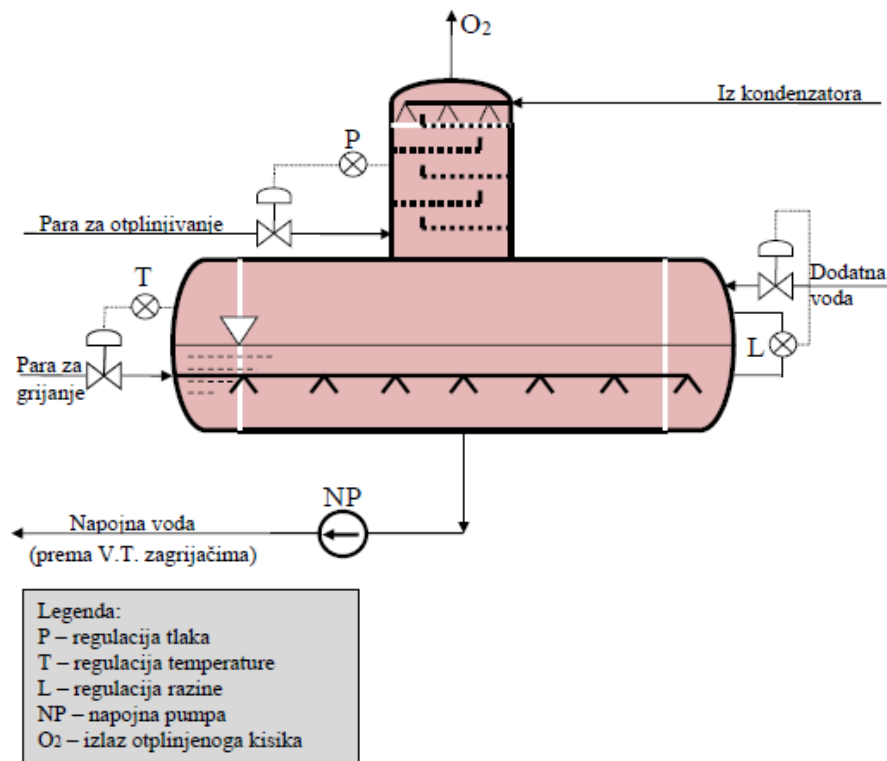 O2
Iz kondenzatora
P
Para za otplinjivanje
T
Dodatna
voda
L
Para za
grijanje
NP
Napojna voda
(prema V.T. zagrijačima)
Legenda:
P – regulacija tlaka
T – regulacija temperature
L – regulacija razine
NP – napojna pumpa
O2 – izlaz otplinjenoga kisika